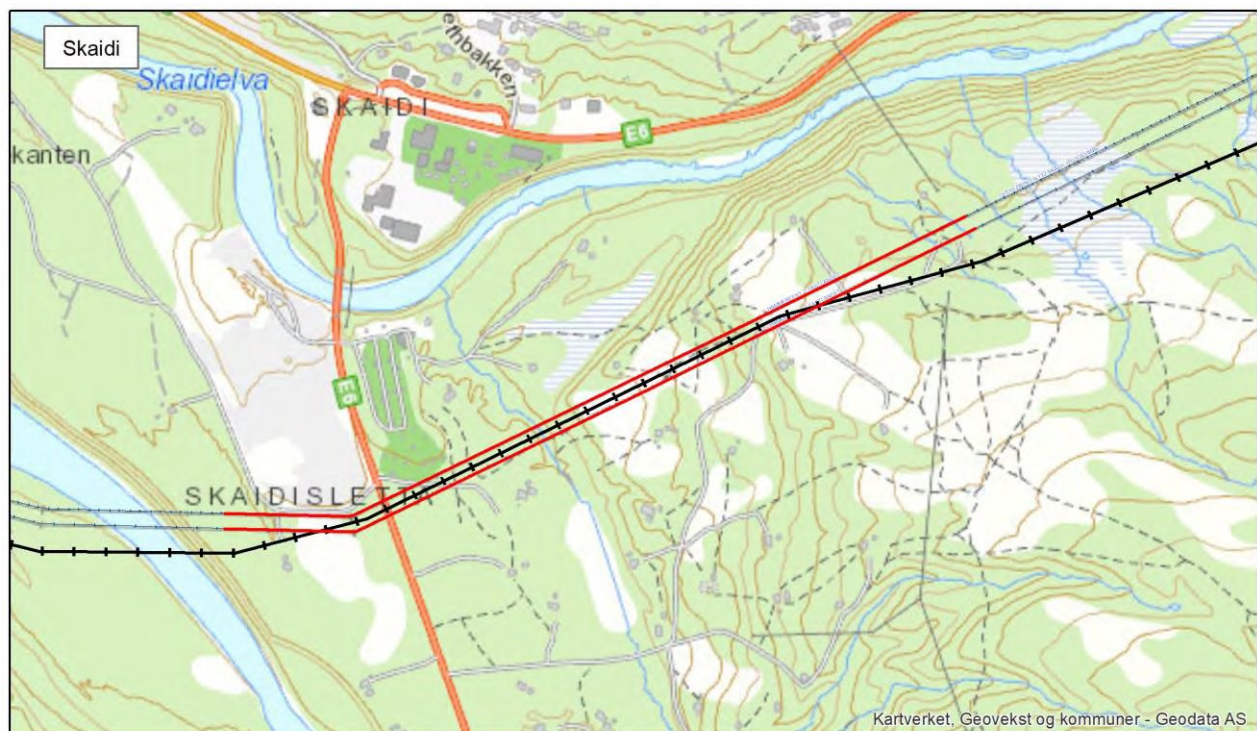 Skaidi
Skaidielva
SKAIDI
E6
kanten
E6
SKAIDISLETTA
Kartverket, Geovekst og kommuner - Geodata AS